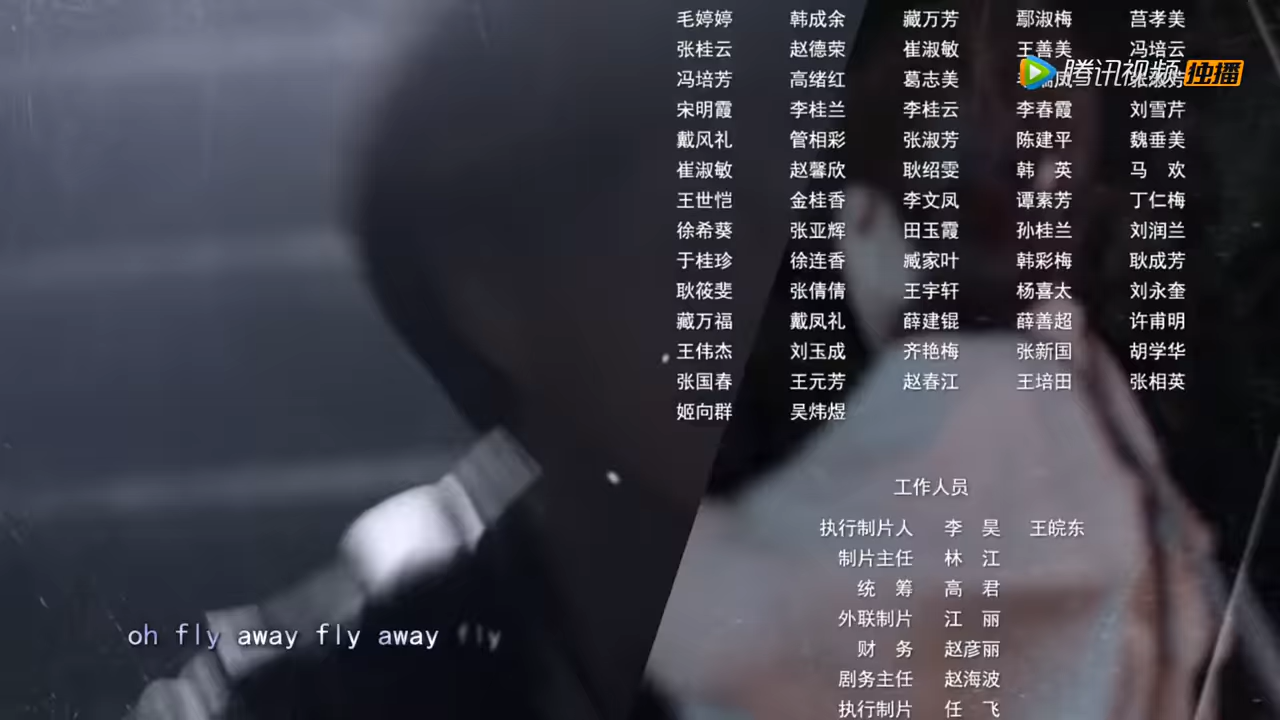 毛婷婷 韩成余 藏万芳 鄢淑梅 莒孝美
张桂云 赵德荣 崔淑敏 王善美 冯培云
腾讯视频 独播
冯培芳 高绪红 葛志美
宋明霞 李桂兰 李桂云 李春霞 刘雪芹
戴风礼 管相彩 张淑芳 陈建平 魏垂美
崔淑敏 赵馨欣 耿绍雯 韩 英 马 欢
王世恺 金桂香 李文凤 谭素芳 丁仁梅
徐希葵 张亚辉 田玉霞 孙桂兰 刘润兰
于桂珍 徐连香 臧家叶 韩彩梅 耿成芳
耿筱斐 张倩倩 王宇轩 杨喜太 刘永奎
藏万福 戴凤礼 薛建锟 薛善超 许甫明
王伟杰 刘玉成 齐艳梅 张新国 胡学华
张国春 王元芳 赵春江 王培田 张相英
姬向群 吴炜煜
工作人员
执行制片人 李 昊 王皖东
制片主任 林 江
统 筹 高 君
外联制片 江 丽
财 务 赵彦丽
剧务主任 赵海波
执行制片 任 飞
oh fly away fly away fly